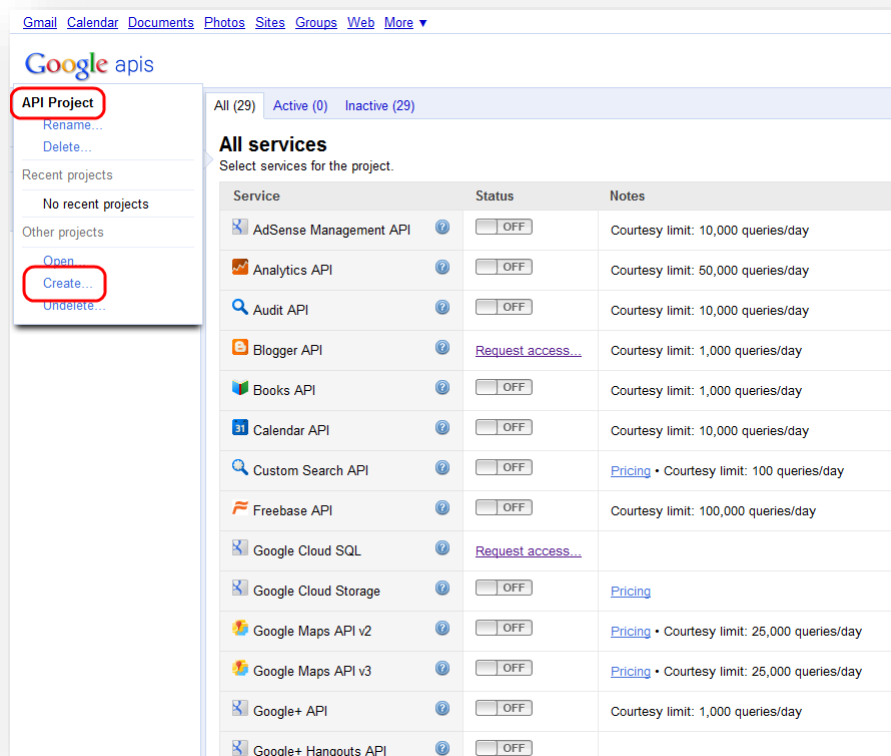 Gmail Calendar Documents Photos Sites Groups Web More ▼
Google apis
API Project
Rename...
Delete...
Recent projects
No recent projects
Other projects
Open...
Create...
Undelete...
All (29) Active (0) Inactive (29)
All services
Select services for the project.
Service Status Notes
AdSense Management API ? OFF Courtesy limit: 10,000 queries/day
Analytics API ? OFF Courtesy limit: 50,000 queries/day
Audit API ? OFF Courtesy limit: 10,000 queries/day
Blogger API ? Request access... Courtesy limit: 1,000 queries/day
Books API ? OFF Courtesy limit: 1,000 queries/day
31 Calendar API ? OFF Courtesy limit: 10,000 queries/day
Custom Search API ? OFF Pricing • Courtesy limit: 100 queries/day
Freebase API ? OFF Courtesy limit: 100,000 queries/day
Google Cloud SQL ? Request access...
Google Cloud Storage ? OFF Pricing
Google Maps API v2 ? OFF Pricing • Courtesy limit: 25,000 queries/day
Google Maps API v3 ? OFF Pricing • Courtesy limit: 25,000 queries/day
Google+ API ? OFF Courtesy limit: 1,000 queries/day
Google+ Hangouts API ? OFF